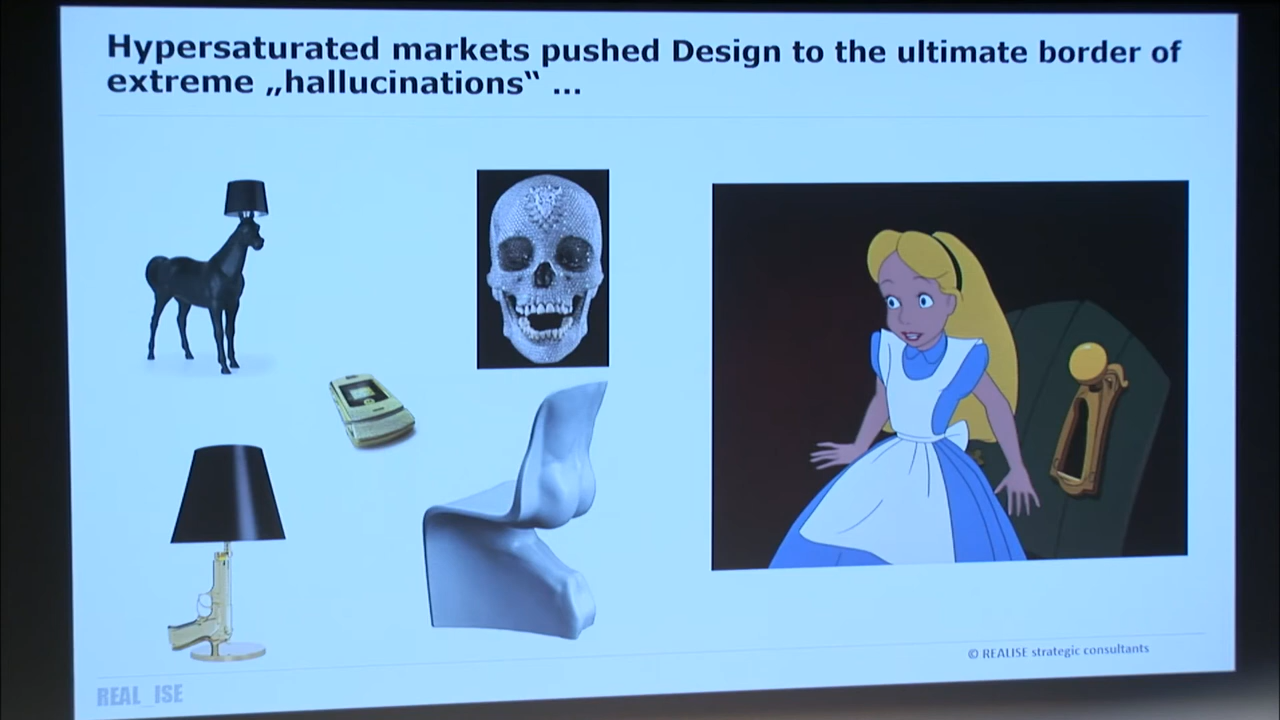 Hypersaturated markets pushed Design to the ultimate border of
extreme „hallucinations“ ...
© REALISE strategic consultants
REAL_ISE